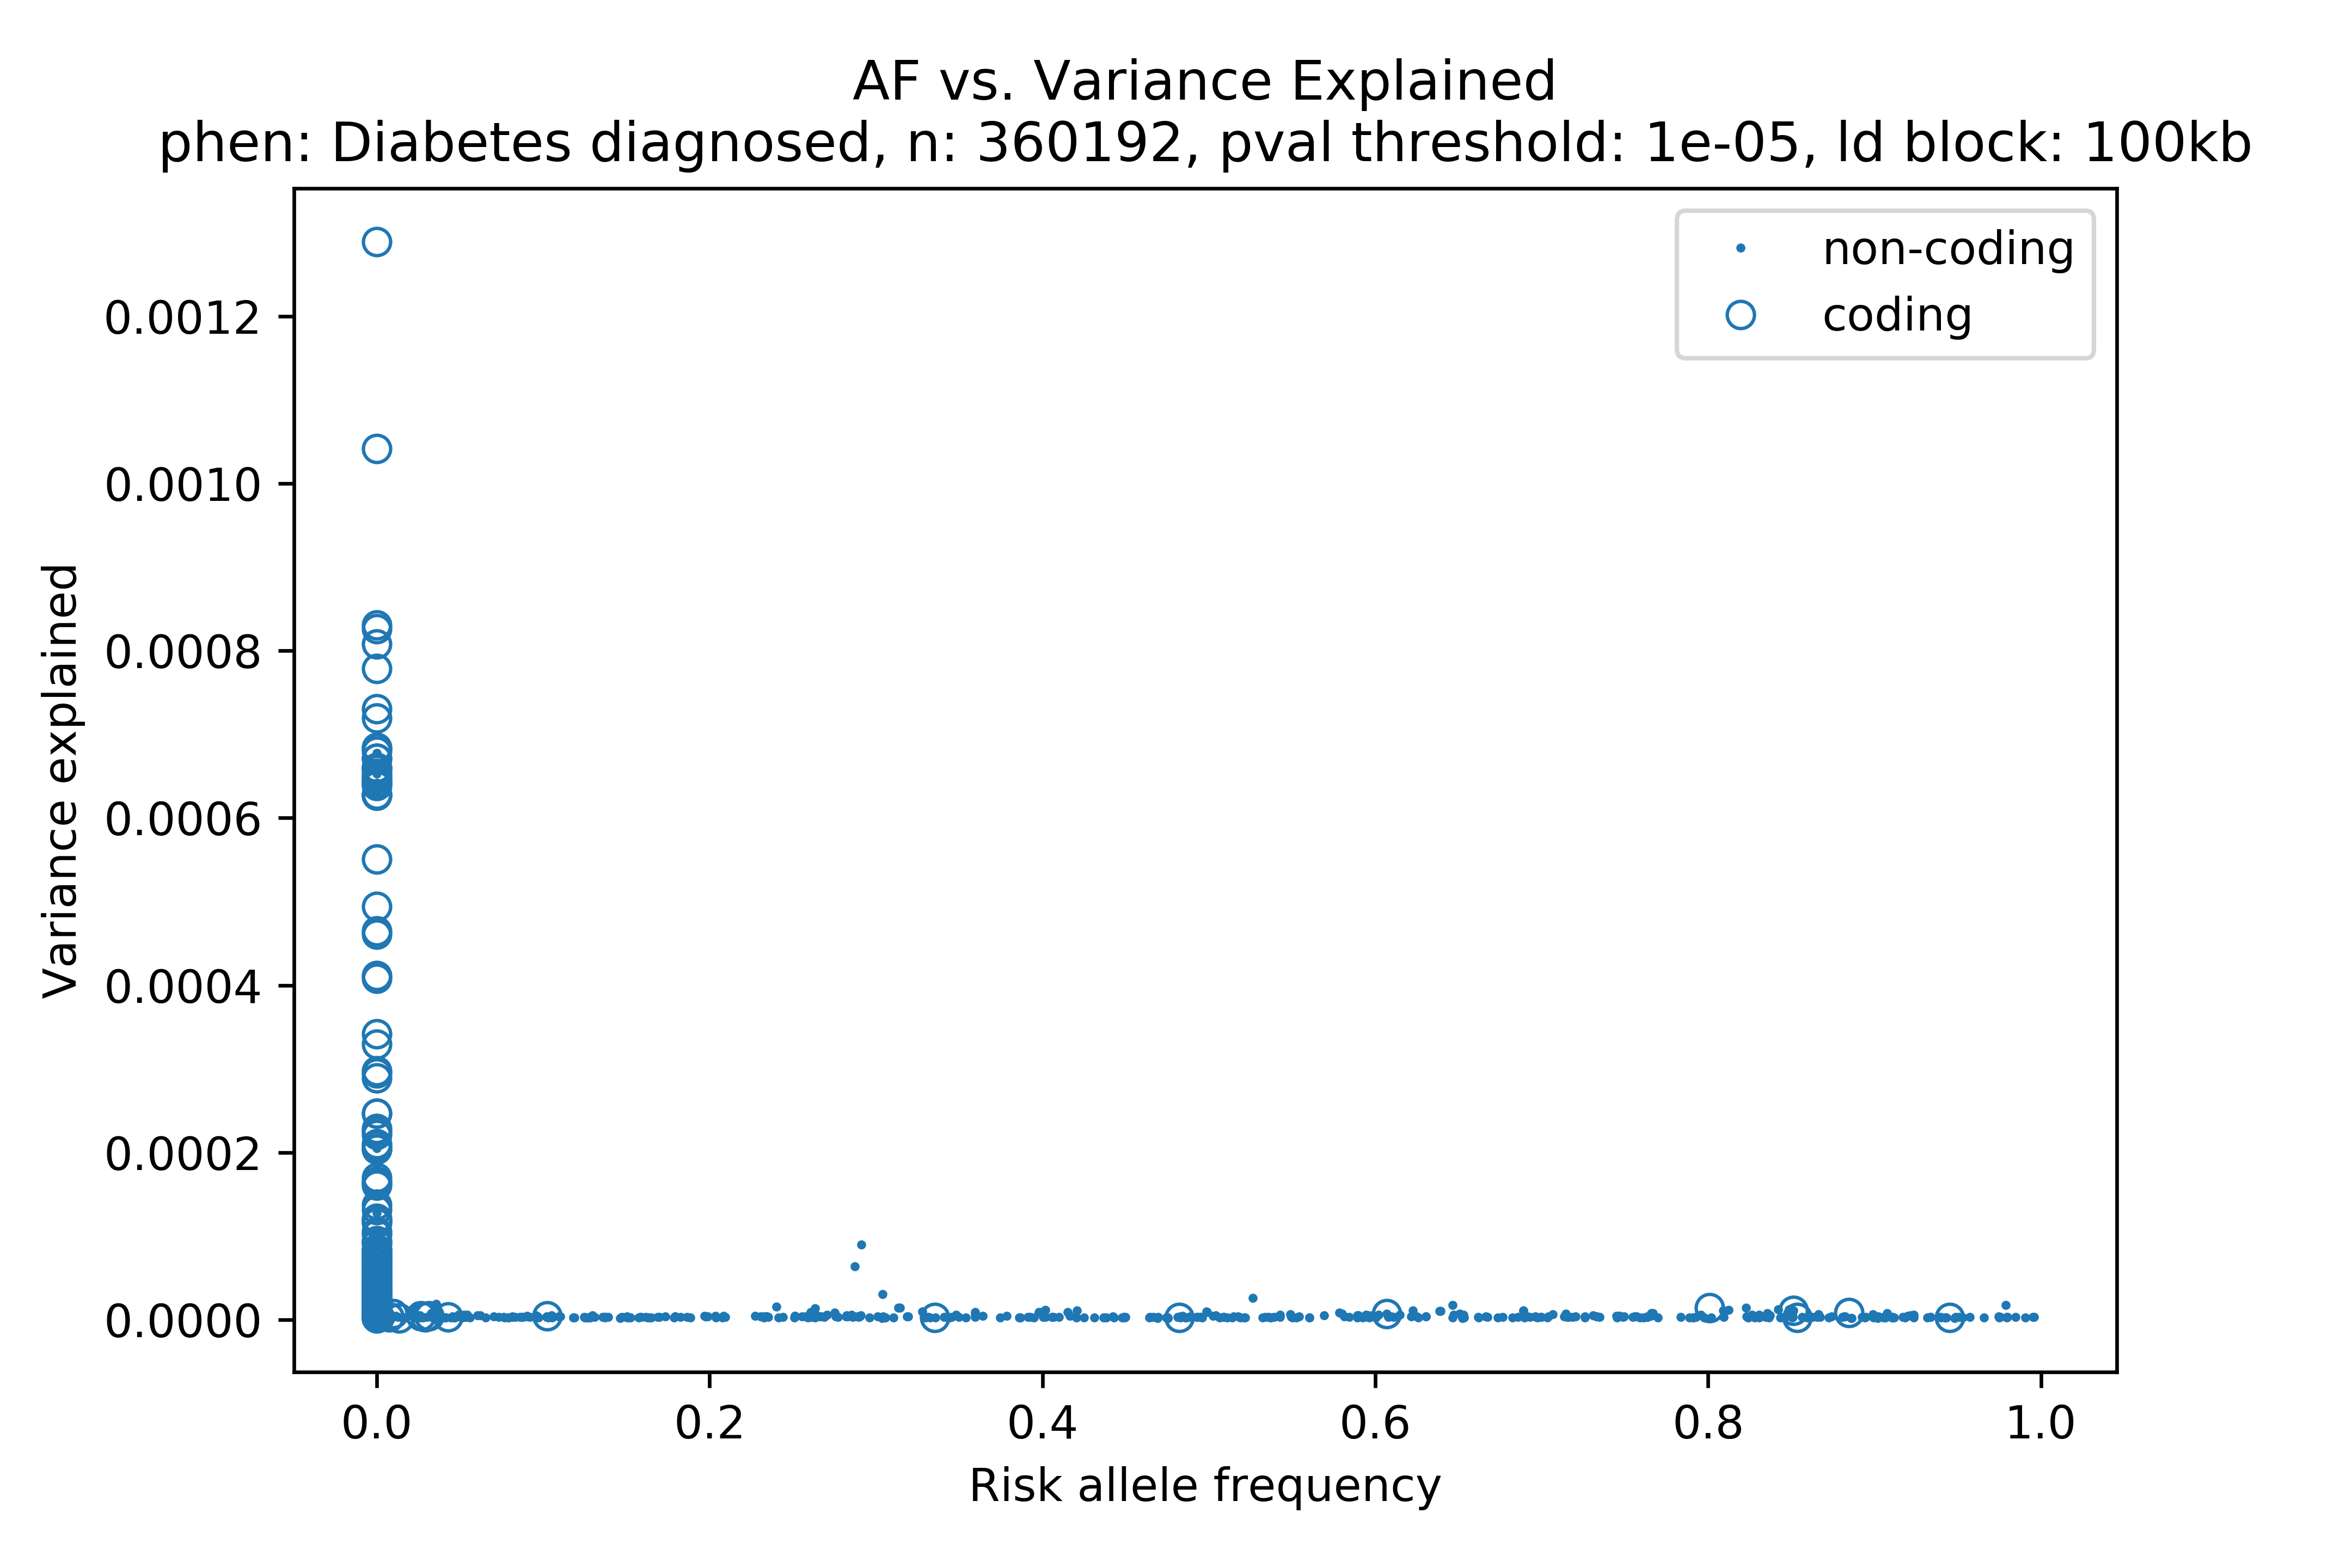 AF vs. Variance Explained
phen: Diabetes diagnosed, n: 360192, pval threshold: 1e-05, ld block: 100kb
non-coding
coding
Variance explained
0.0012
0.0010
0.0008
0.0006
0.0004
0.0002
0.0000
0.0 0.2 0.4 0.6 0.8 1.0
Risk allele frequency